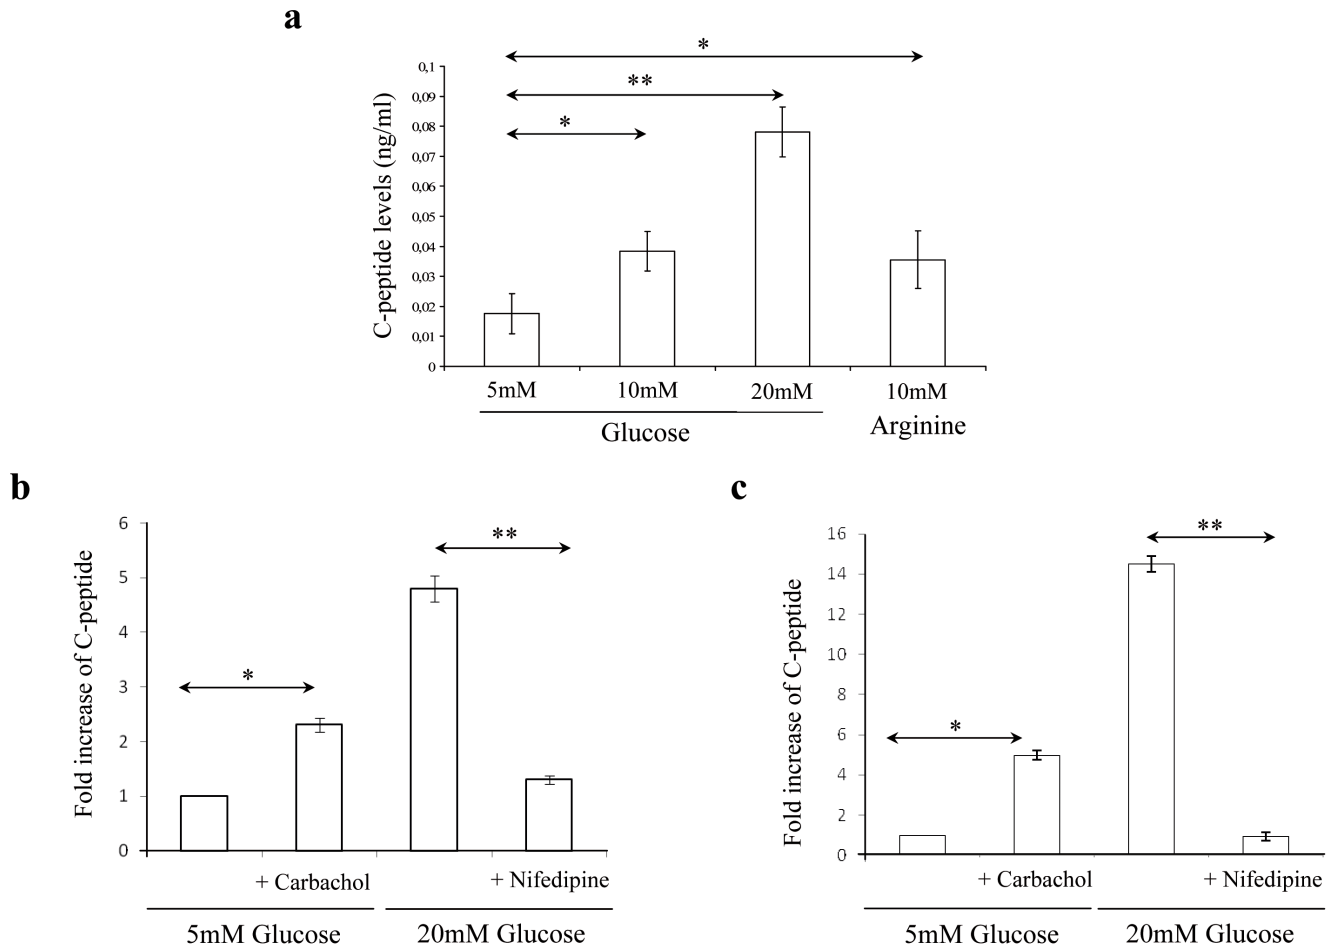 a
*
**
*
C-peptide levels (ng/ml)
0,1
0,09
0,08
0,07
0,06
0,05
0,04
0,03
0,02
0,01
0
5mM 10mM 20mM 10mM
Glucose Arginine
b
Fold increase of C-peptide
6
5
4
3
2
1
0
*
**
+ Carbachol + Nifedipine
5mM Glucose 20mM Glucose
c
Fold increase of C-peptide
16
14
12
10
8
6
4
2
0
*
**
+ Carbachol + Nifedipine
5mM Glucose 20mM Glucose